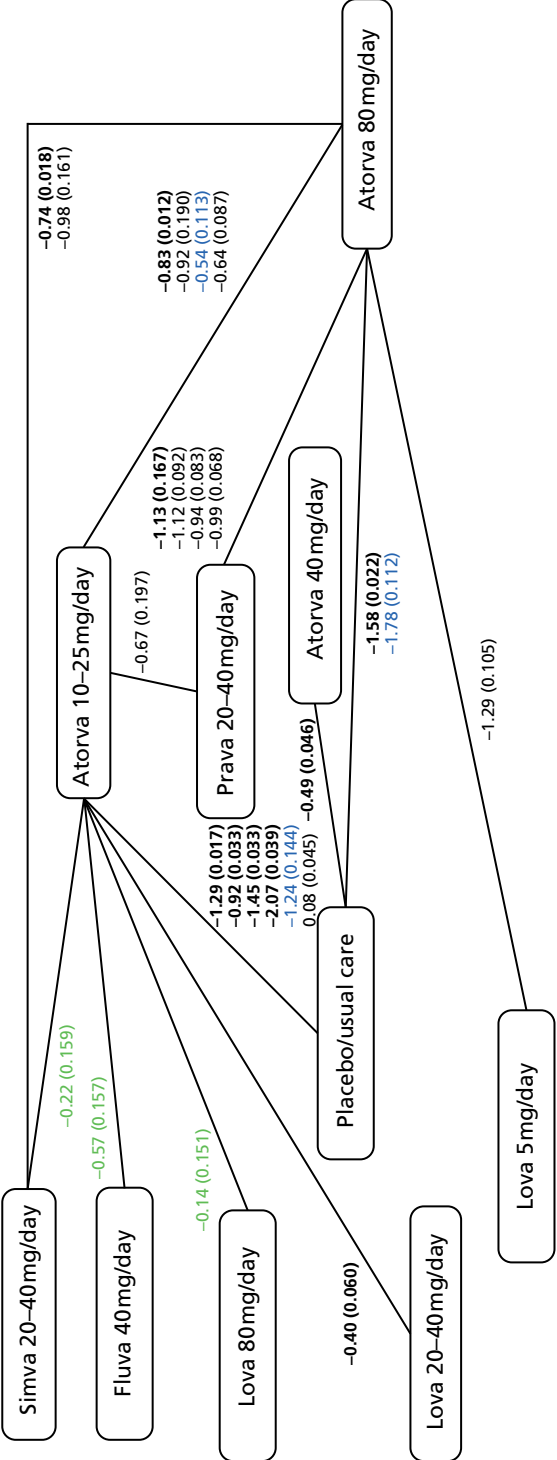 Simva 20–40 mg/day
Fluva 40 mg/day
Lova 80 mg/day
Lova 20–40 mg/day
Lova 5 mg/day
Placebo/usual care
Atorva 10–25 mg/day
Prava 20–40 mg/day
Atorva 40 mg/day
Atorva 80 mg/day
−0.74 (0.018)
−0.98 (0.161)
−0.83 (0.012)
−0.92 (0.190)
−0.54 (0.113)
−0.64 (0.087)
−1.13 (0.167)
−1.12 (0.092)
−0.94 (0.083)
−0.99 (0.068)
−0.67 (0.197)
−0.22 (0.159)
−0.57 (0.157)
−0.14 (0.151)
−0.40 (0.060)
−1.29 (0.017)
−0.92 (0.033)
−1.45 (0.033)
−2.07 (0.039)
−1.24 (0.144)
0.08 (0.045)
−0.49 (0.046)
−1.58 (0.022)
−1.78 (0.112)
−1.29 (0.105)